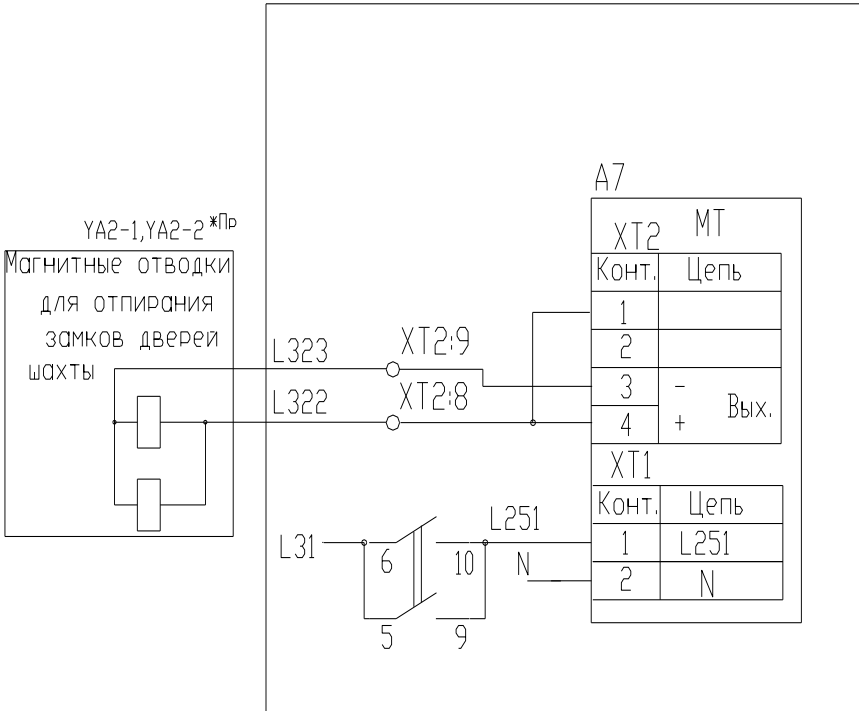 A7
МТ
YA2-1,YA2-2 *Пр
XT2
Магнитные отводки
для отпирания
замков дверей
шахты
Конт. Цепь
1
2
3 -
4 +
Вых.
L323
XT2:9
L322
XT2:8
XT1
Конт. Цепь
1 L251
2 N
L31
6
10
L251
N
5
9